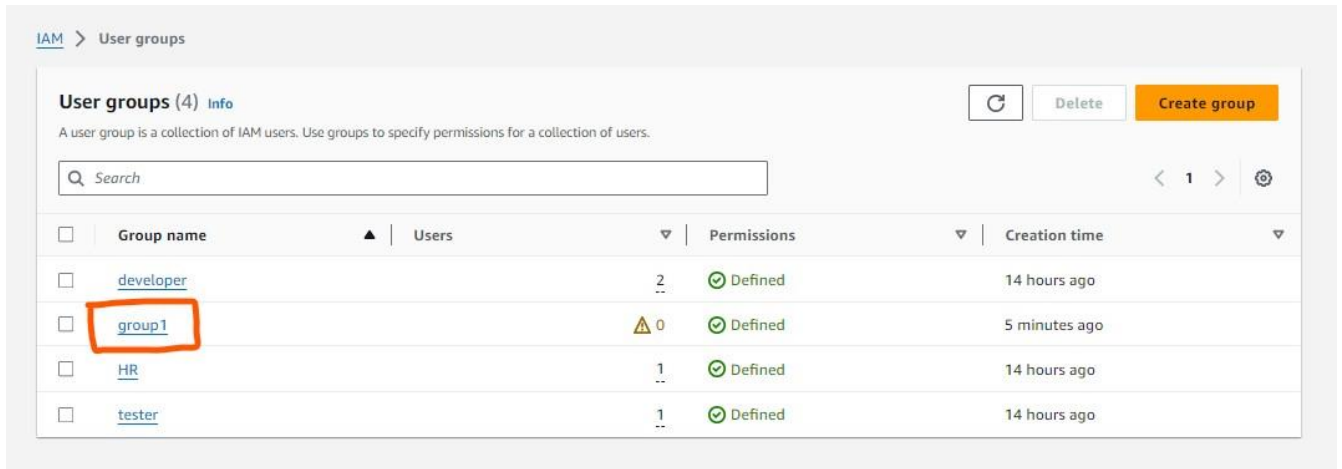 IAM > User groups
User groups (4) Info
Delete
Create group
A user group is a collection of IAM users. Use groups to specify permissions for a collection of users.
Search
< 1 >
Group name Users Permissions Creation time
developer 2 Defined 14 hours ago
group1 0 Defined 5 minutes ago
HR 1 Defined 14 hours ago
tester 1 Defined 14 hours ago